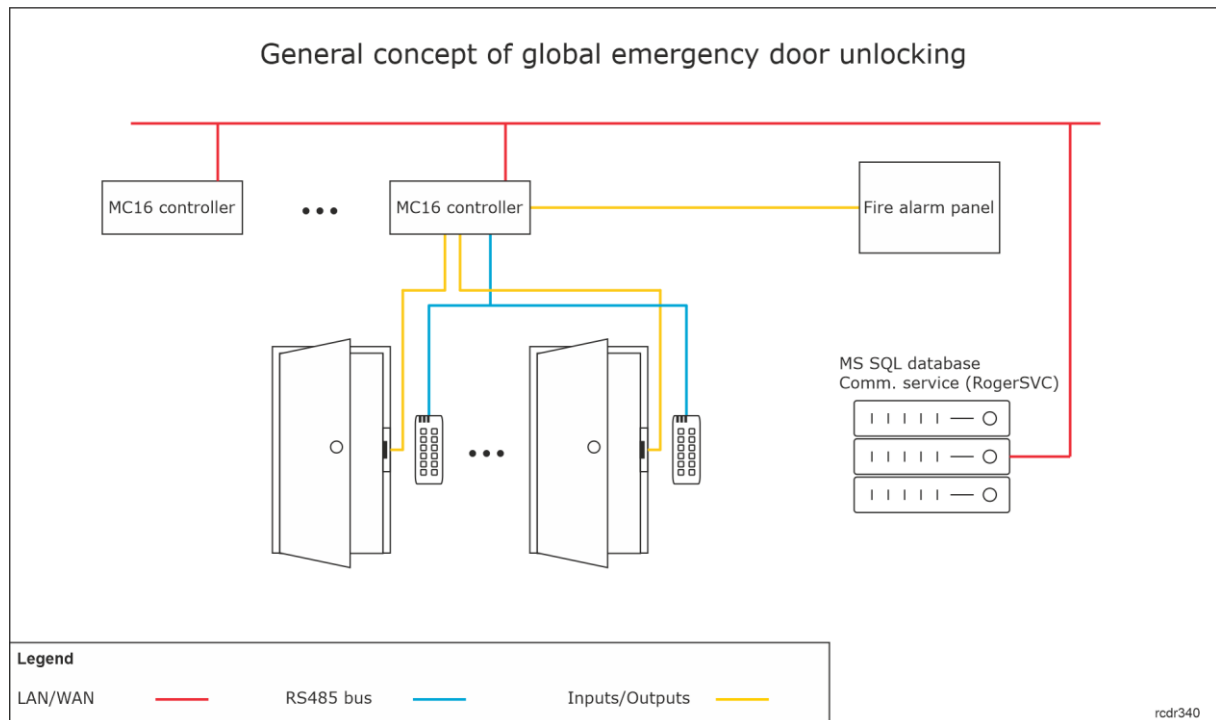 General concept of global emergency door unlocking
MC16 controller
MC16 controller
Fire alarm panel
MS SQL database
Comm. service (RogerSVC)
Legend
LAN/WAN
RS485 bus
Inputs/Outputs
rcdr340